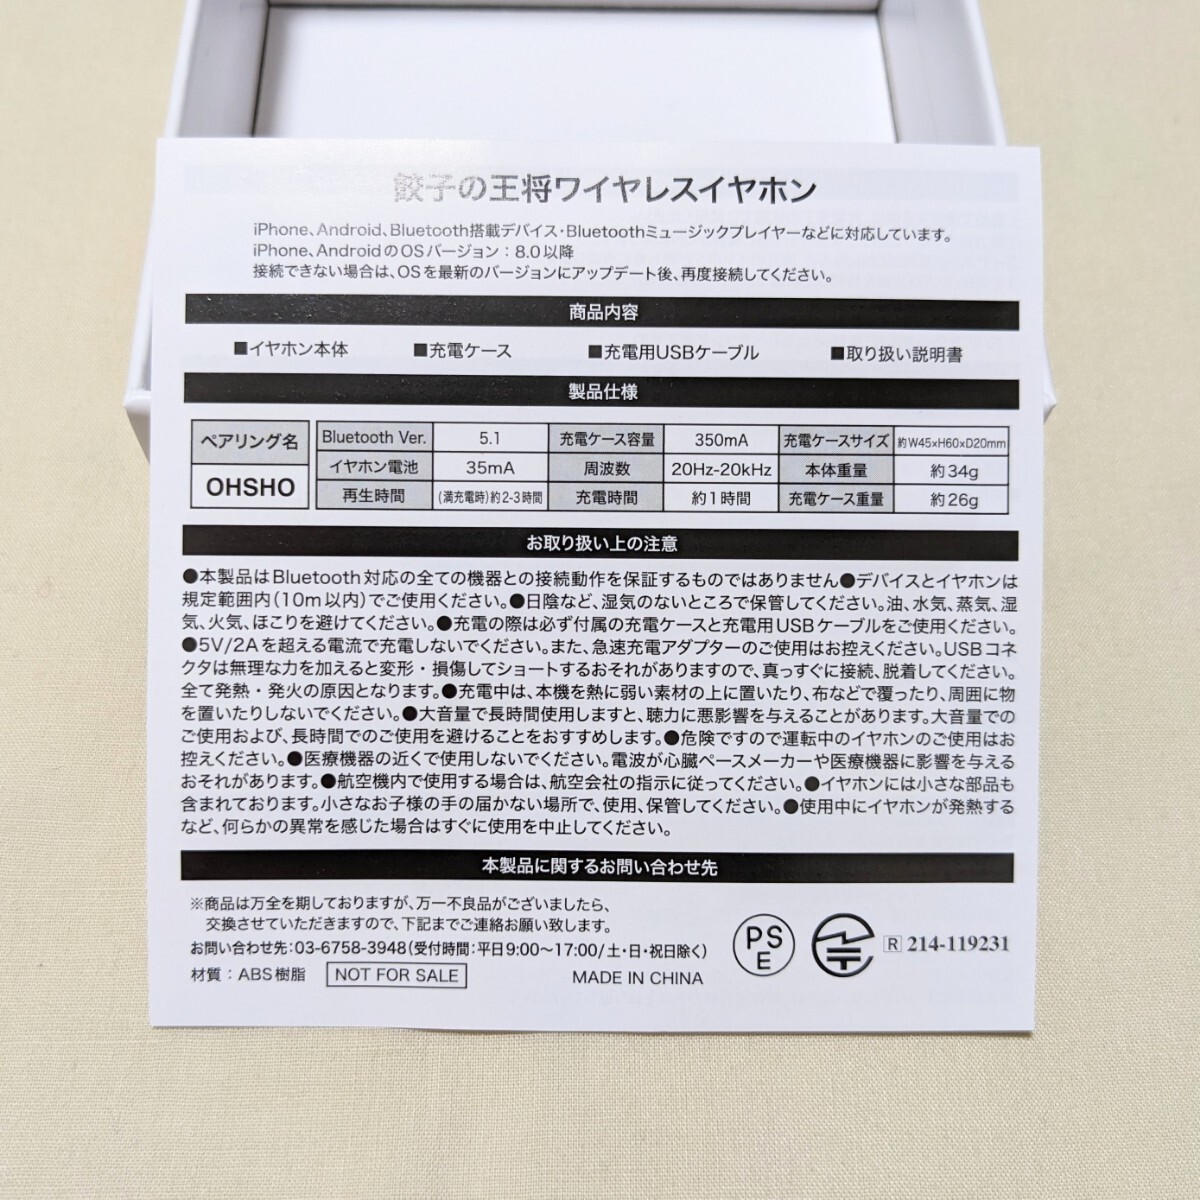 餃子の王将ワイヤレスイヤホン
iPhone、Android、Bluetooth搭載デバイス・Bluetoothミュージックプレイヤーなどに対応しています。
iPhone、AndroidのOSバージョン：8.0以降
接続できない場合は、OSを最新のバージョンにアップデート後、再度接続してください。
商品内容
■イヤホン本体 ■充電ケース ■充電用USBケーブル ■取り扱い説明書
製品仕様
ペアリング名
OHSHO
Bluetooth Ver. 5.1 充電ケース容量 350mA 充電ケースサイズ 約W45×H60×D20mm
イヤホン電池 35mA 周波数 20Hz-20kHz 本体重量 約34g
再生時間 (満充電時)約2-3時間 充電時間 約1時間 充電ケース重量 約26g
お取り扱い上の注意
●本製品はBluetooth対応の全ての機器との接続動作を保証するものではありません●デバイスとイヤホンは
規定範囲内(10m以内)でご使用ください。●日陰など、湿気のないところで保管してください。油、水気、蒸気、湿
気、火気、ほこりを避けてください。●充電の際は必ず付属の充電ケースと充電用USBケーブルをご使用ください。
●5V/2Aを超える電流で充電しないでください。また、急速充電アダプターのご使用はお控えください。USBコネ
クタは無理な力を加えると変形・損傷してショートするおそれがありますので、真っすぐに接続、脱着してください。
全て発熱・発火の原因となります。●充電中は、本機を熱に弱い素材の上に置いたり、布などで覆ったり、周囲に物
を置いたりしないでください。●大音量で長時間使用しますと、聴力に悪影響を与えることがあります。大音量での
ご使用および、長時間でのご使用を避けることをおすすめします。●危険ですので運転中のイヤホンのご使用はお
控えください。●医療機器の近くで使用しないでください。電波が心臓ペースメーカーや医療機器に影響を与える
おそれがあります。●航空機内で使用する場合は、航空会社の指示に従ってください。●イヤホンには小さな部品も
含まれております。小さなお子様の手の届かない場所で、使用、保管してください。●使用中にイヤホンが発熱する
など、何らかの異常を感じた場合はすぐに使用を中止してください。
本製品に関するお問い合わせ先
※商品は万全を期しておりますが、万一不良品がございましたら、
交換させていただきますので、下記までご連絡お願い致します。
お問い合わせ先：03-6758-3948(受付時間：平日9:00〜17:00/土・日・祝日除く)
材質：ABS樹脂 NOT FOR SALE MADE IN CHINA
PS
E
R 214-119231